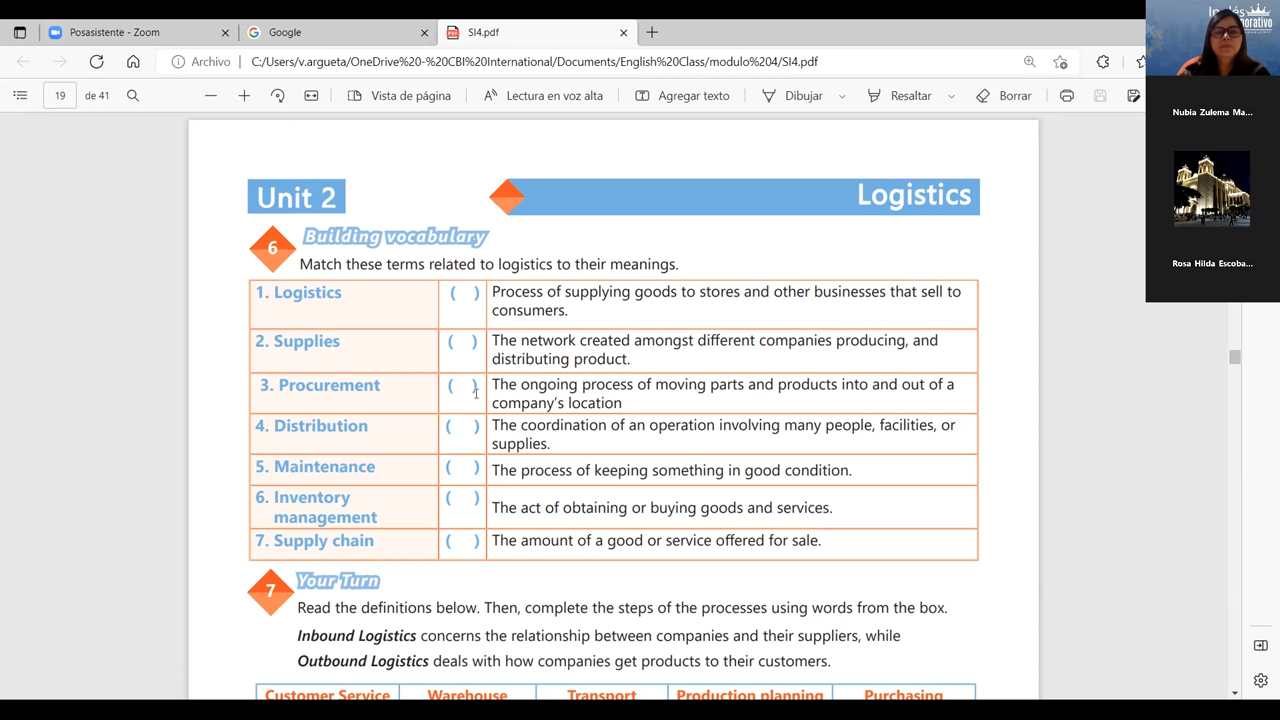 Posasistente - Zoom
Google
SI4.pdf
Inglés
Archivo
C:/Users/v.argueta/OneDrive%20-%20CBI%20International/Documents/English%20Class/modulo%204/SI4.pdf
19 de 41
Vista de página
Lectura en voz alta
Agregar texto
Dibujar
Resaltar
Borrar
Nubia Zulema Ma...
Rosa Hilda Escoba...
Unit 2
Logistics
6 Building vocabulary
Match these terms related to logistics to their meanings.
1. Logistics ( ) Process of supplying goods to stores and other businesses that sell to
consumers.
2. Supplies ( ) The network created amongst different companies producing, and
distributing product.
3. Procurement ( ) The ongoing process of moving parts and products into and out of a
company's location
4. Distribution ( ) The coordination of an operation involving many people, facilities, or
supplies.
5. Maintenance ( ) The process of keeping something in good condition.
6. Inventory
management ( ) The act of obtaining or buying goods and services.
7. Supply chain ( ) The amount of a good or service offered for sale.
7 Your Turn
Read the definitions below. Then, complete the steps of the processes using words from the box.
Inbound Logistics concerns the relationship between companies and their suppliers, while
Outbound Logistics deals with how companies get products to their customers.
Customer Service Warehouse Transport Production planning Purchasing